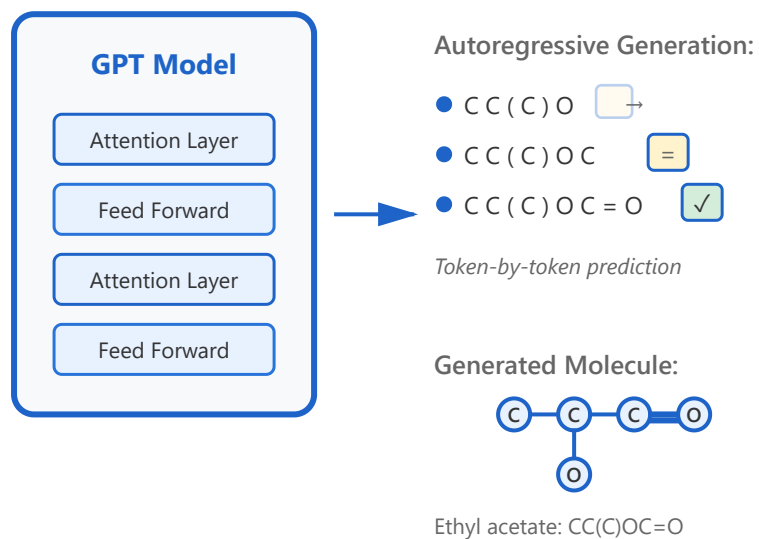 GPT Model
Attention Layer
Feed Forward
Attention Layer
Feed Forward
Autoregressive Generation:
● C C ( C ) O →
● C C ( C ) O C =
● C C ( C ) O C = O ✓
Token-by-token prediction
Generated Molecule:
C C C O
O
Ethyl acetate: CC(C)OC=O